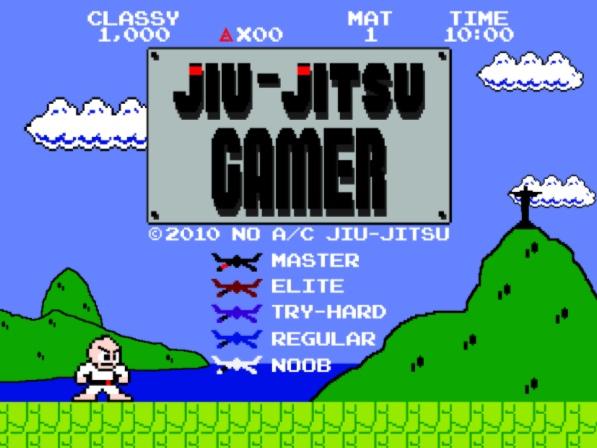 CLASSY MAT TIME
1,000 X00 1 10:00
JIU-JITSU
GAMER
©2010 NO A/C JIU-JITSU
MASTER
ELITE
TRY-HARD
REGULAR
NOOB